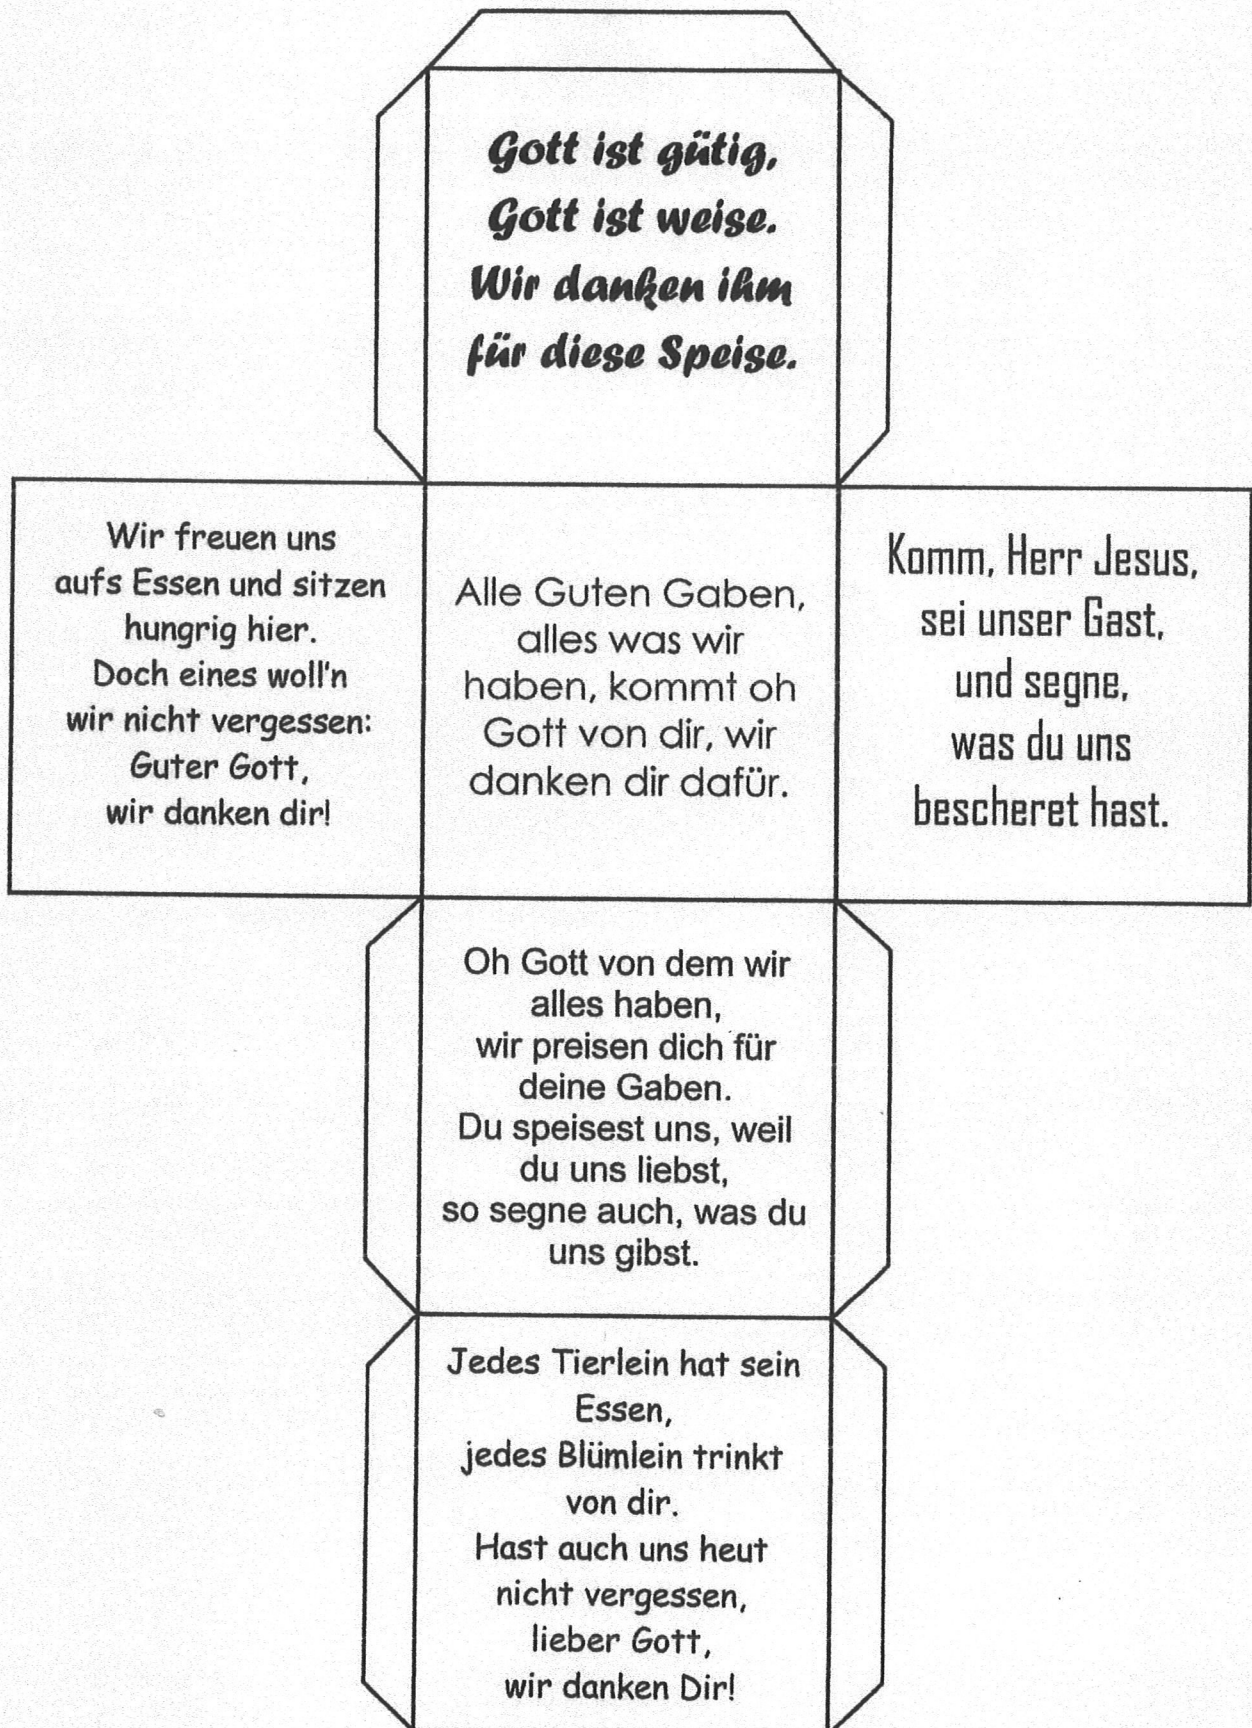 Gott ist gütig,
Gott ist weise.
Wir danken ihm
für diese Speise.
Wir freuen uns
aufs Essen und sitzen
hungrig hier.
Doch eines woll'n
wir nicht vergessen:
Guter Gott,
wir danken dir!
Alle Guten Gaben,
alles was wir
haben, kommt oh
Gott von dir, wir
danken dir dafür.
Komm, Herr Jesus,
sei unser Gast,
und segne,
was du uns
bescheret hast.
Oh Gott von dem wir
alles haben,
wir preisen dich für
deine Gaben.
Du speisest uns, weil
du uns liebst,
so segne auch, was du
uns gibst.
Jedes Tierlein hat sein
Essen,
jedes Blümlein trinkt
von dir.
Hast auch uns heut
nicht vergessen,
lieber Gott,
wir danken Dir!